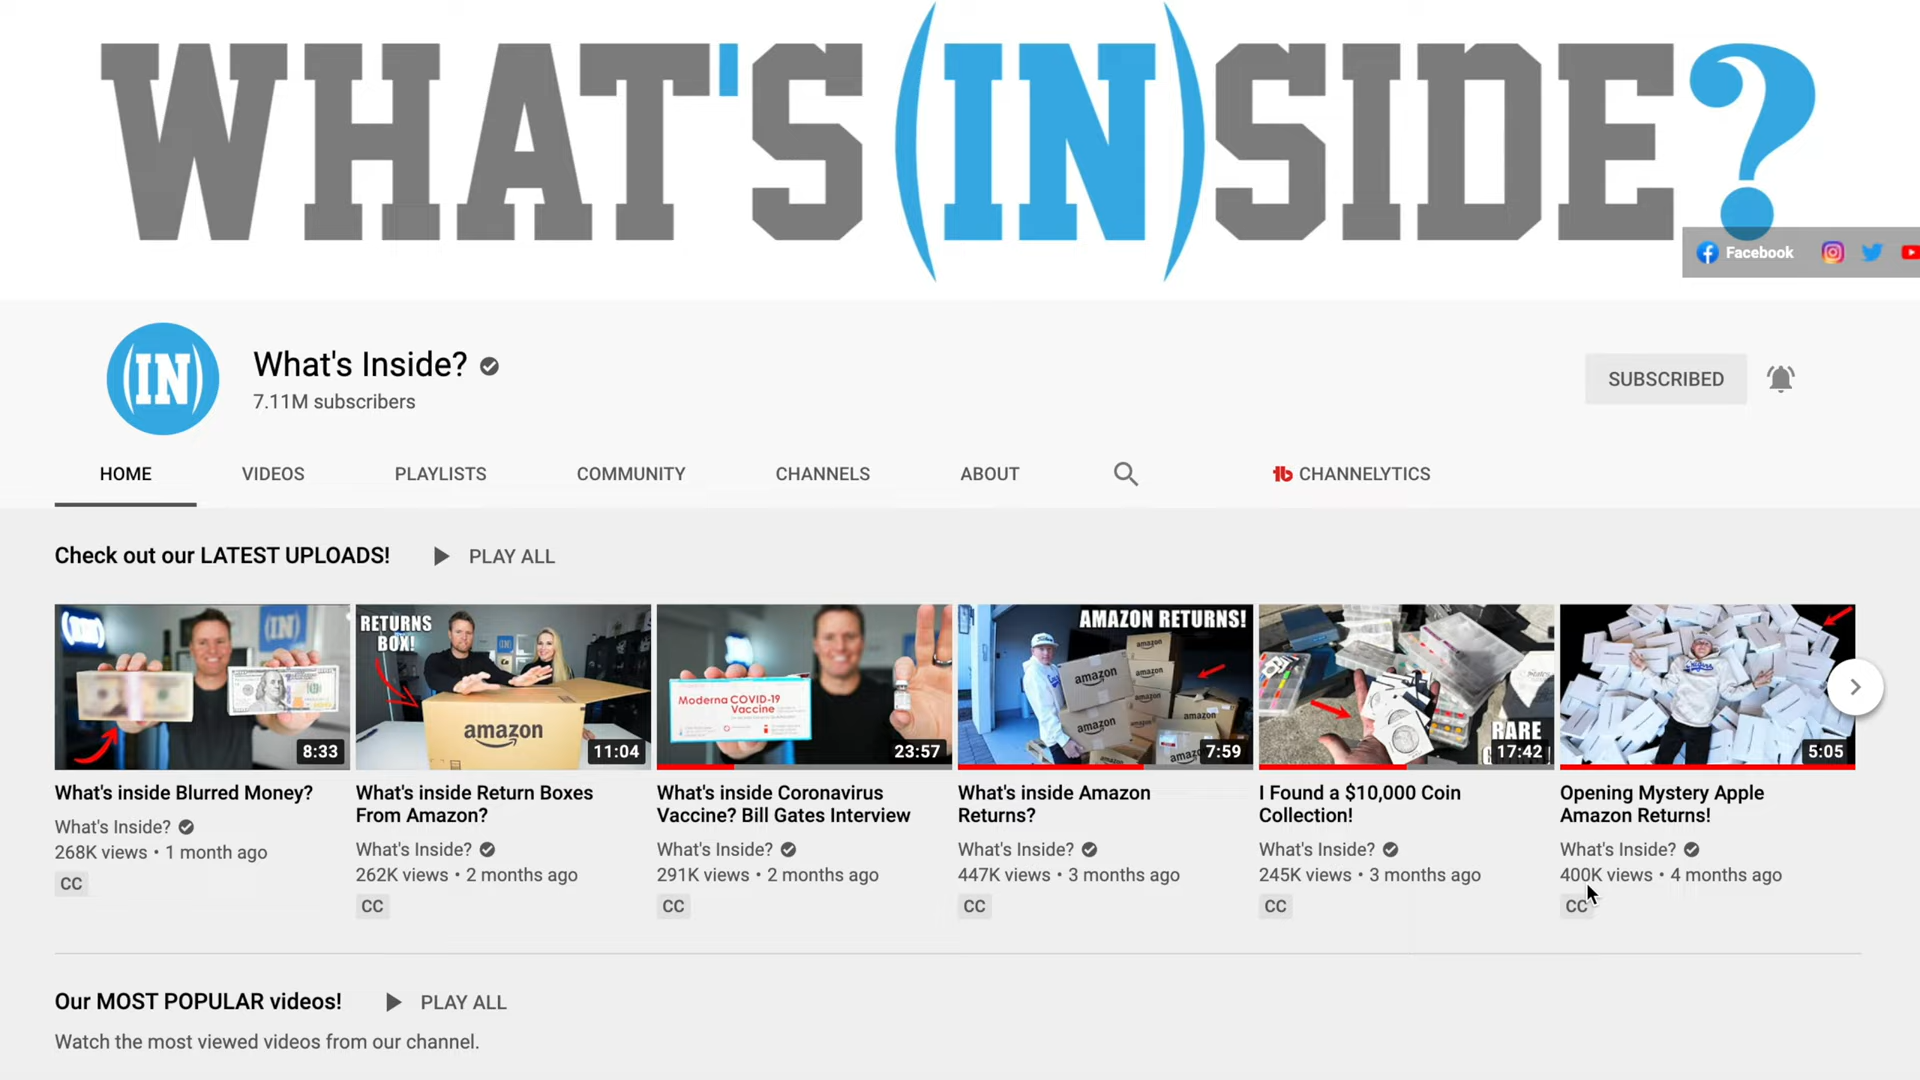 WHAT'S (IN)SIDE?
Facebook
(IN)
What's Inside?
7.11M subscribers
SUBSCRIBED
HOME
VIDEOS
PLAYLISTS
COMMUNITY
CHANNELS
ABOUT
CHANNELYTICS
Check out our LATEST UPLOADS!
PLAY ALL
(IN)
(IN)
8:33
RETURNS
BOX!
amazon
11:04
Moderna COVID-19
Vaccine
23:57
AMAZON RETURNS!
amazon
amazon
amazon
amazon
amazon
amazon
7:59
RARE
17:42
5:05
What's inside Blurred Money?
What's Inside?
268K views • 1 month ago
CC
What's inside Return Boxes
From Amazon?
What's Inside?
262K views • 2 months ago
CC
What's inside Coronavirus
Vaccine? Bill Gates Interview
What's Inside?
291K views • 2 months ago
CC
What's inside Amazon
Returns?
What's Inside?
447K views • 3 months ago
CC
I Found a $10,000 Coin
Collection!
What's Inside?
245K views • 3 months ago
CC
Opening Mystery Apple
Amazon Returns!
What's Inside?
400K views • 4 months ago
CC
Our MOST POPULAR videos!
PLAY ALL
Watch the most viewed videos from our channel.